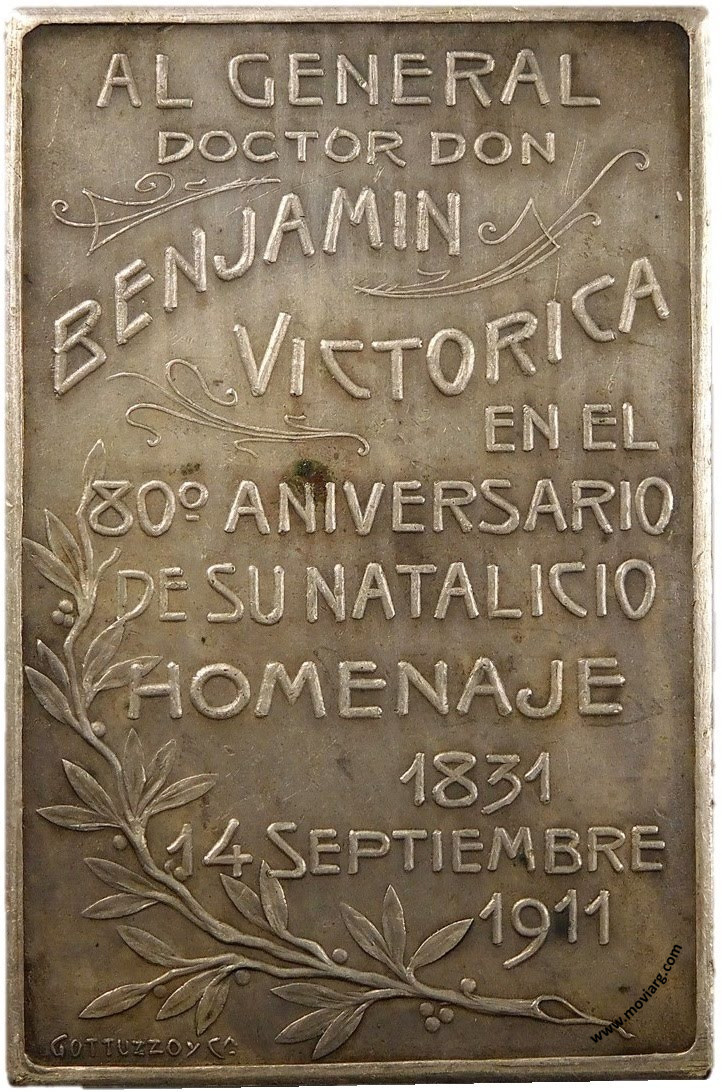 AL GENERAL
DOCTOR DON
BENJAMÍN
VICTORICA
EN EL
80º ANIVERSARIO
DE SU NATALICIO
HOMENAJE
1831
14 SEPTIEMBRE
1911
GOTTUZZO Y Cª
www.moviarg.com